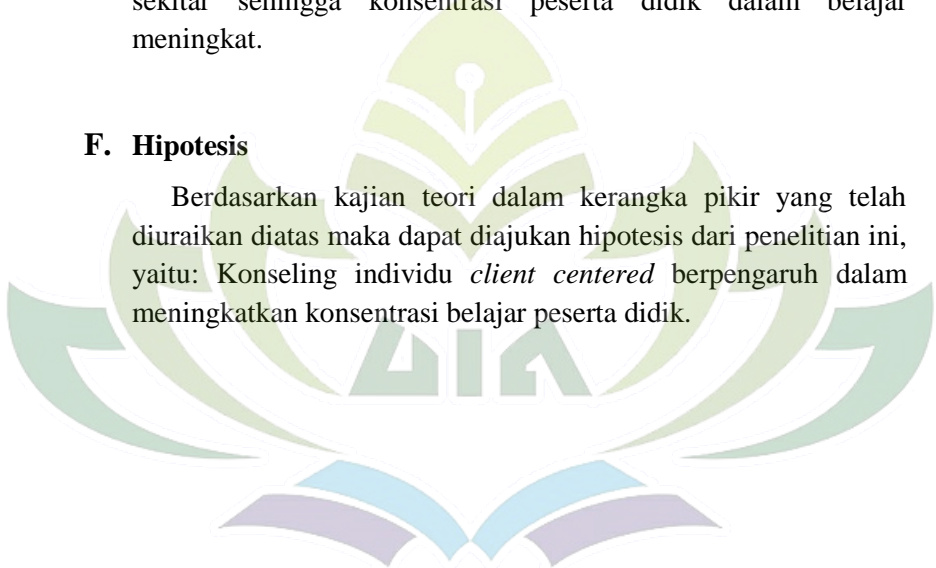 sekitar sehingga konsentrasi peserta didik dalam belajar
meningkat.
F. Hipotesis
Berdasarkan kajian teori dalam kerangka pikir yang telah
diuraikan diatas maka dapat diajukan hipotesis dari penelitian ini,
yaitu: Konseling individu client centered berpengaruh dalam
meningkatkan konsentrasi belajar peserta didik.